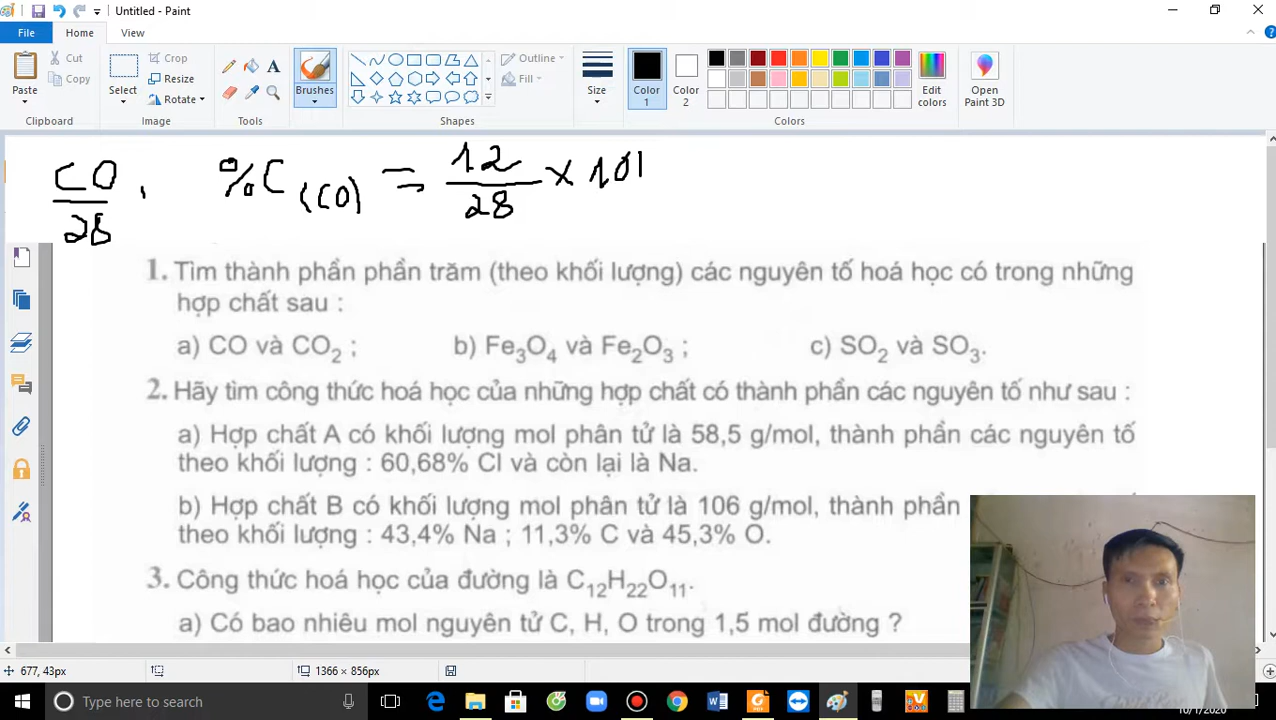 Untitled - Paint
File Home View
Paste Cut Copy Clipboard
Select Crop Resize Rotate Image
Tools
Brushes
Outline Fill Shapes
Size
Color 1 Color 2 Edit colors Colors
Open Paint 3D
CO, %C (CO) = 12 x 10
28 28
1. Tìm thành phần phần trăm (theo khối lượng) các nguyên tố hoá học có trong những
hợp chất sau :
a) CO và CO2 ; b) Fe3O4 và Fe2O3 ; c) SO2 và SO3.
2. Hãy tìm công thức hoá học của những hợp chất có thành phần các nguyên tố như sau :
a) Hợp chất A có khối lượng mol phân tử là 58,5 g/mol, thành phần các nguyên tố
theo khối lượng : 60,68% Cl và còn lại là Na.
b) Hợp chất B có khối lượng mol phân tử là 106 g/mol, thành phần
theo khối lượng : 43,4% Na ; 11,3% C và 45,3% O.
3. Công thức hoá học của đường là C12H22O11.
a) Có bao nhiêu mol nguyên tử C, H, O trong 1,5 mol đường ?
677, 43px 1366 × 856px
Type here to search
10/1/2020